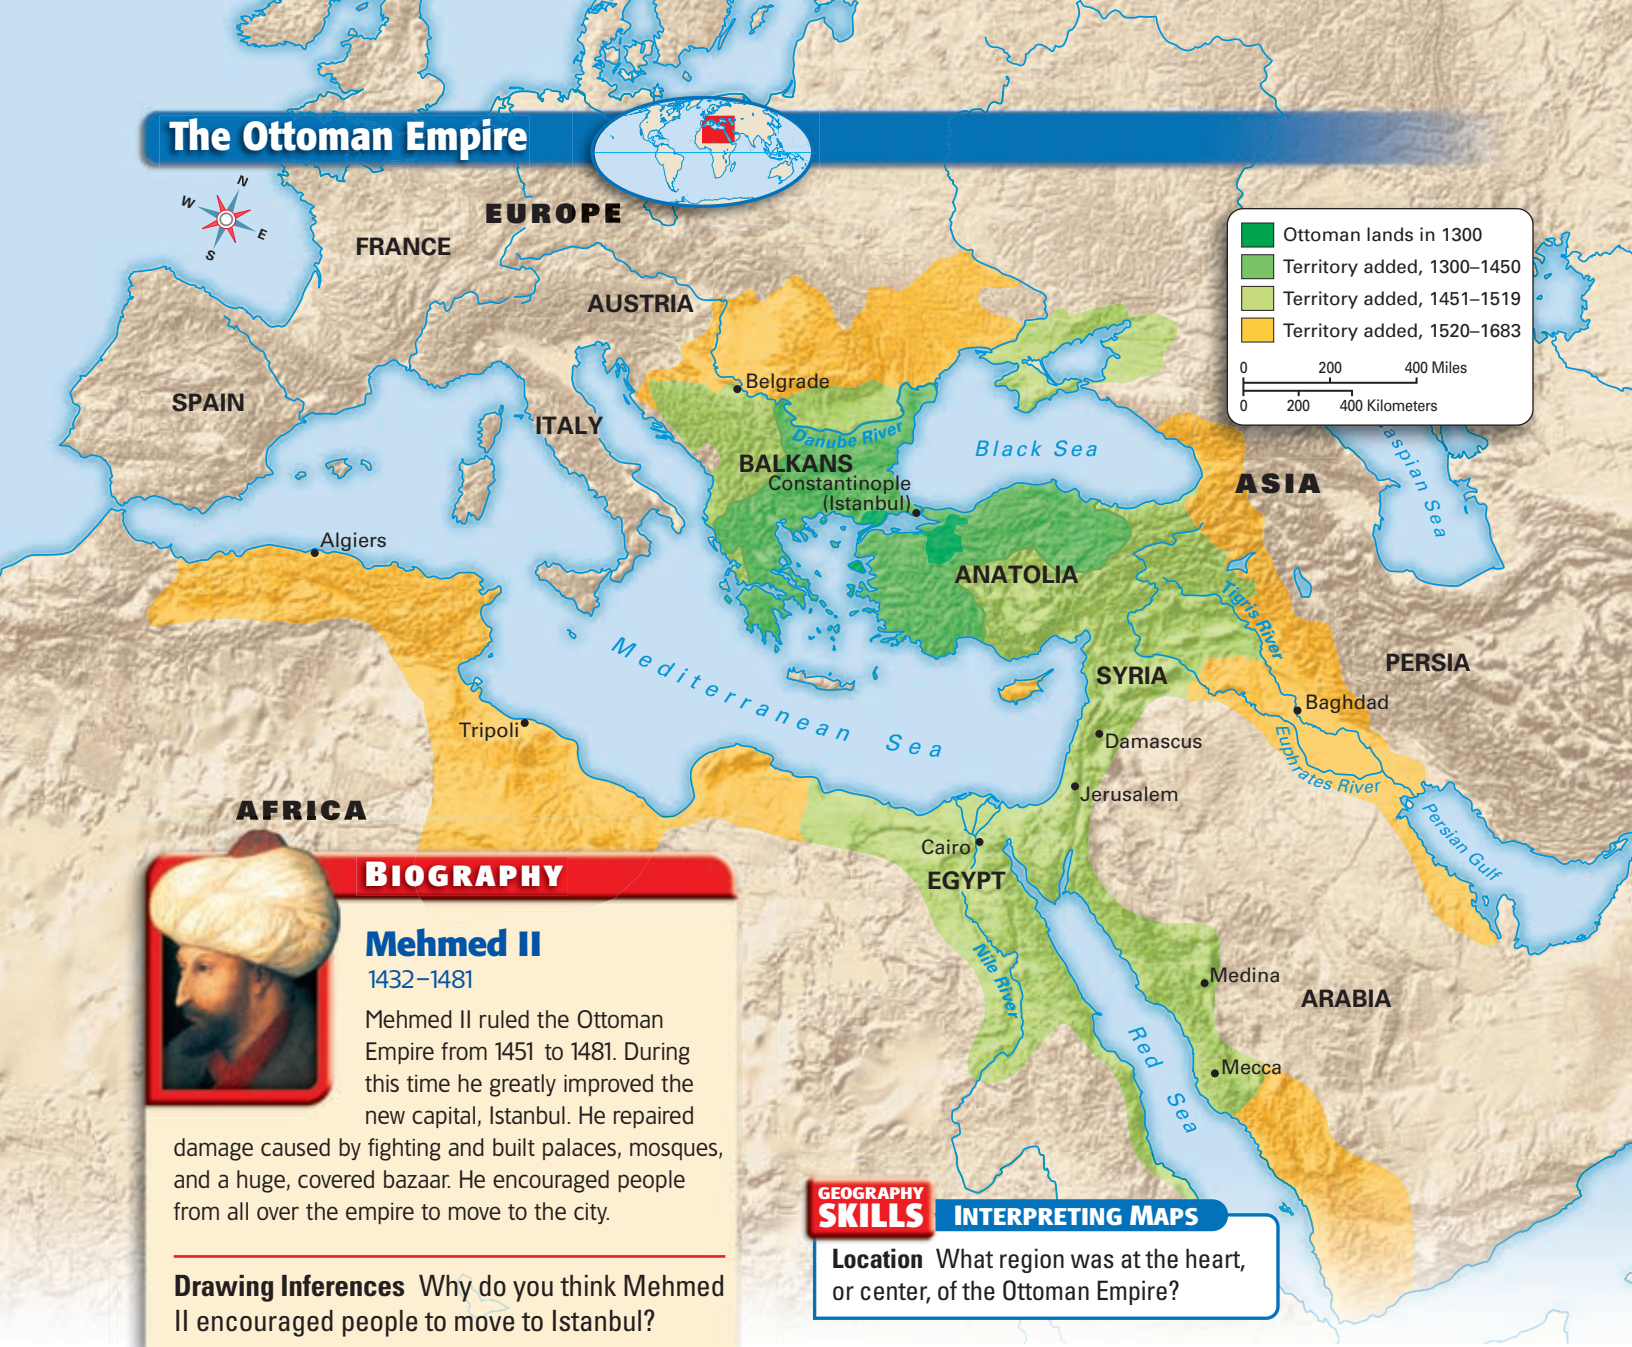 The Ottoman Empire
N
W
E
S
EUROPE
FRANCE
AUSTRIA
SPAIN
ITALY
Belgrade
Danube River
BALKANS
Constantinople
(Istanbul)
Black Sea
ASIA
Caspian Sea
Ottoman lands in 1300
Territory added, 1300–1450
Territory added, 1451–1519
Territory added, 1520–1683
0 200 400 Miles
0 200 400 Kilometers
Algiers
ANATOLIA
Tigris River
PERSIA
Mediterranean Sea
SYRIA
Baghdad
Tripoli
Damascus
Euphrates River
Jerusalem
AFRICA
Persian Gulf
Cairo
EGYPT
Nile River
Medina
ARABIA
Red Sea
Mecca
BIOGRAPHY
Mehmed II
1432–1481
Mehmed II ruled the Ottoman
Empire from 1451 to 1481. During
this time he greatly improved the
new capital, Istanbul. He repaired
damage caused by fighting and built palaces, mosques,
and a huge, covered bazaar. He encouraged people
from all over the empire to move to the city.
Drawing Inferences Why do you think Mehmed
II encouraged people to move to Istanbul?
GEOGRAPHY
SKILLS
INTERPRETING MAPS
Location What region was at the heart,
or center, of the Ottoman Empire?